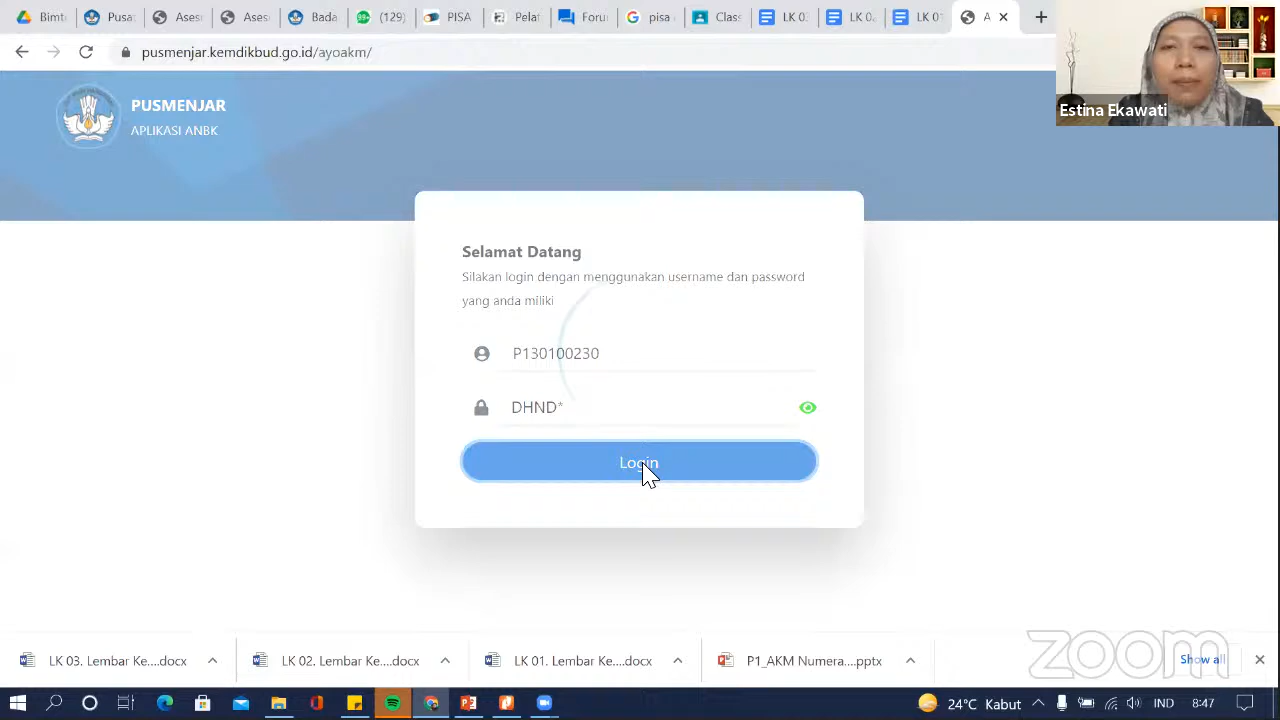 Bimt
Pus
Ases
Ases
Bada
(129)
PISA
Pela
Foru
pisa
Clas
LK 0
LK 0
LK 0
A
pusmenjar.kemdikbud.go.id/ayoakm/
PUSMENJAR
APLIKASI ANBK
Estina Ekawati
Selamat Datang
Silakan login dengan menggunakan username dan password
yang anda miliki
P130100230
DHND*
Login
zoom
LK 03. Lembar Ke....docx
LK 02. Lembar Ke....docx
LK 01. Lembar Ke....docx
P1_AKM Numera....pptx
Show all
24°C Kabut
IND
8:47